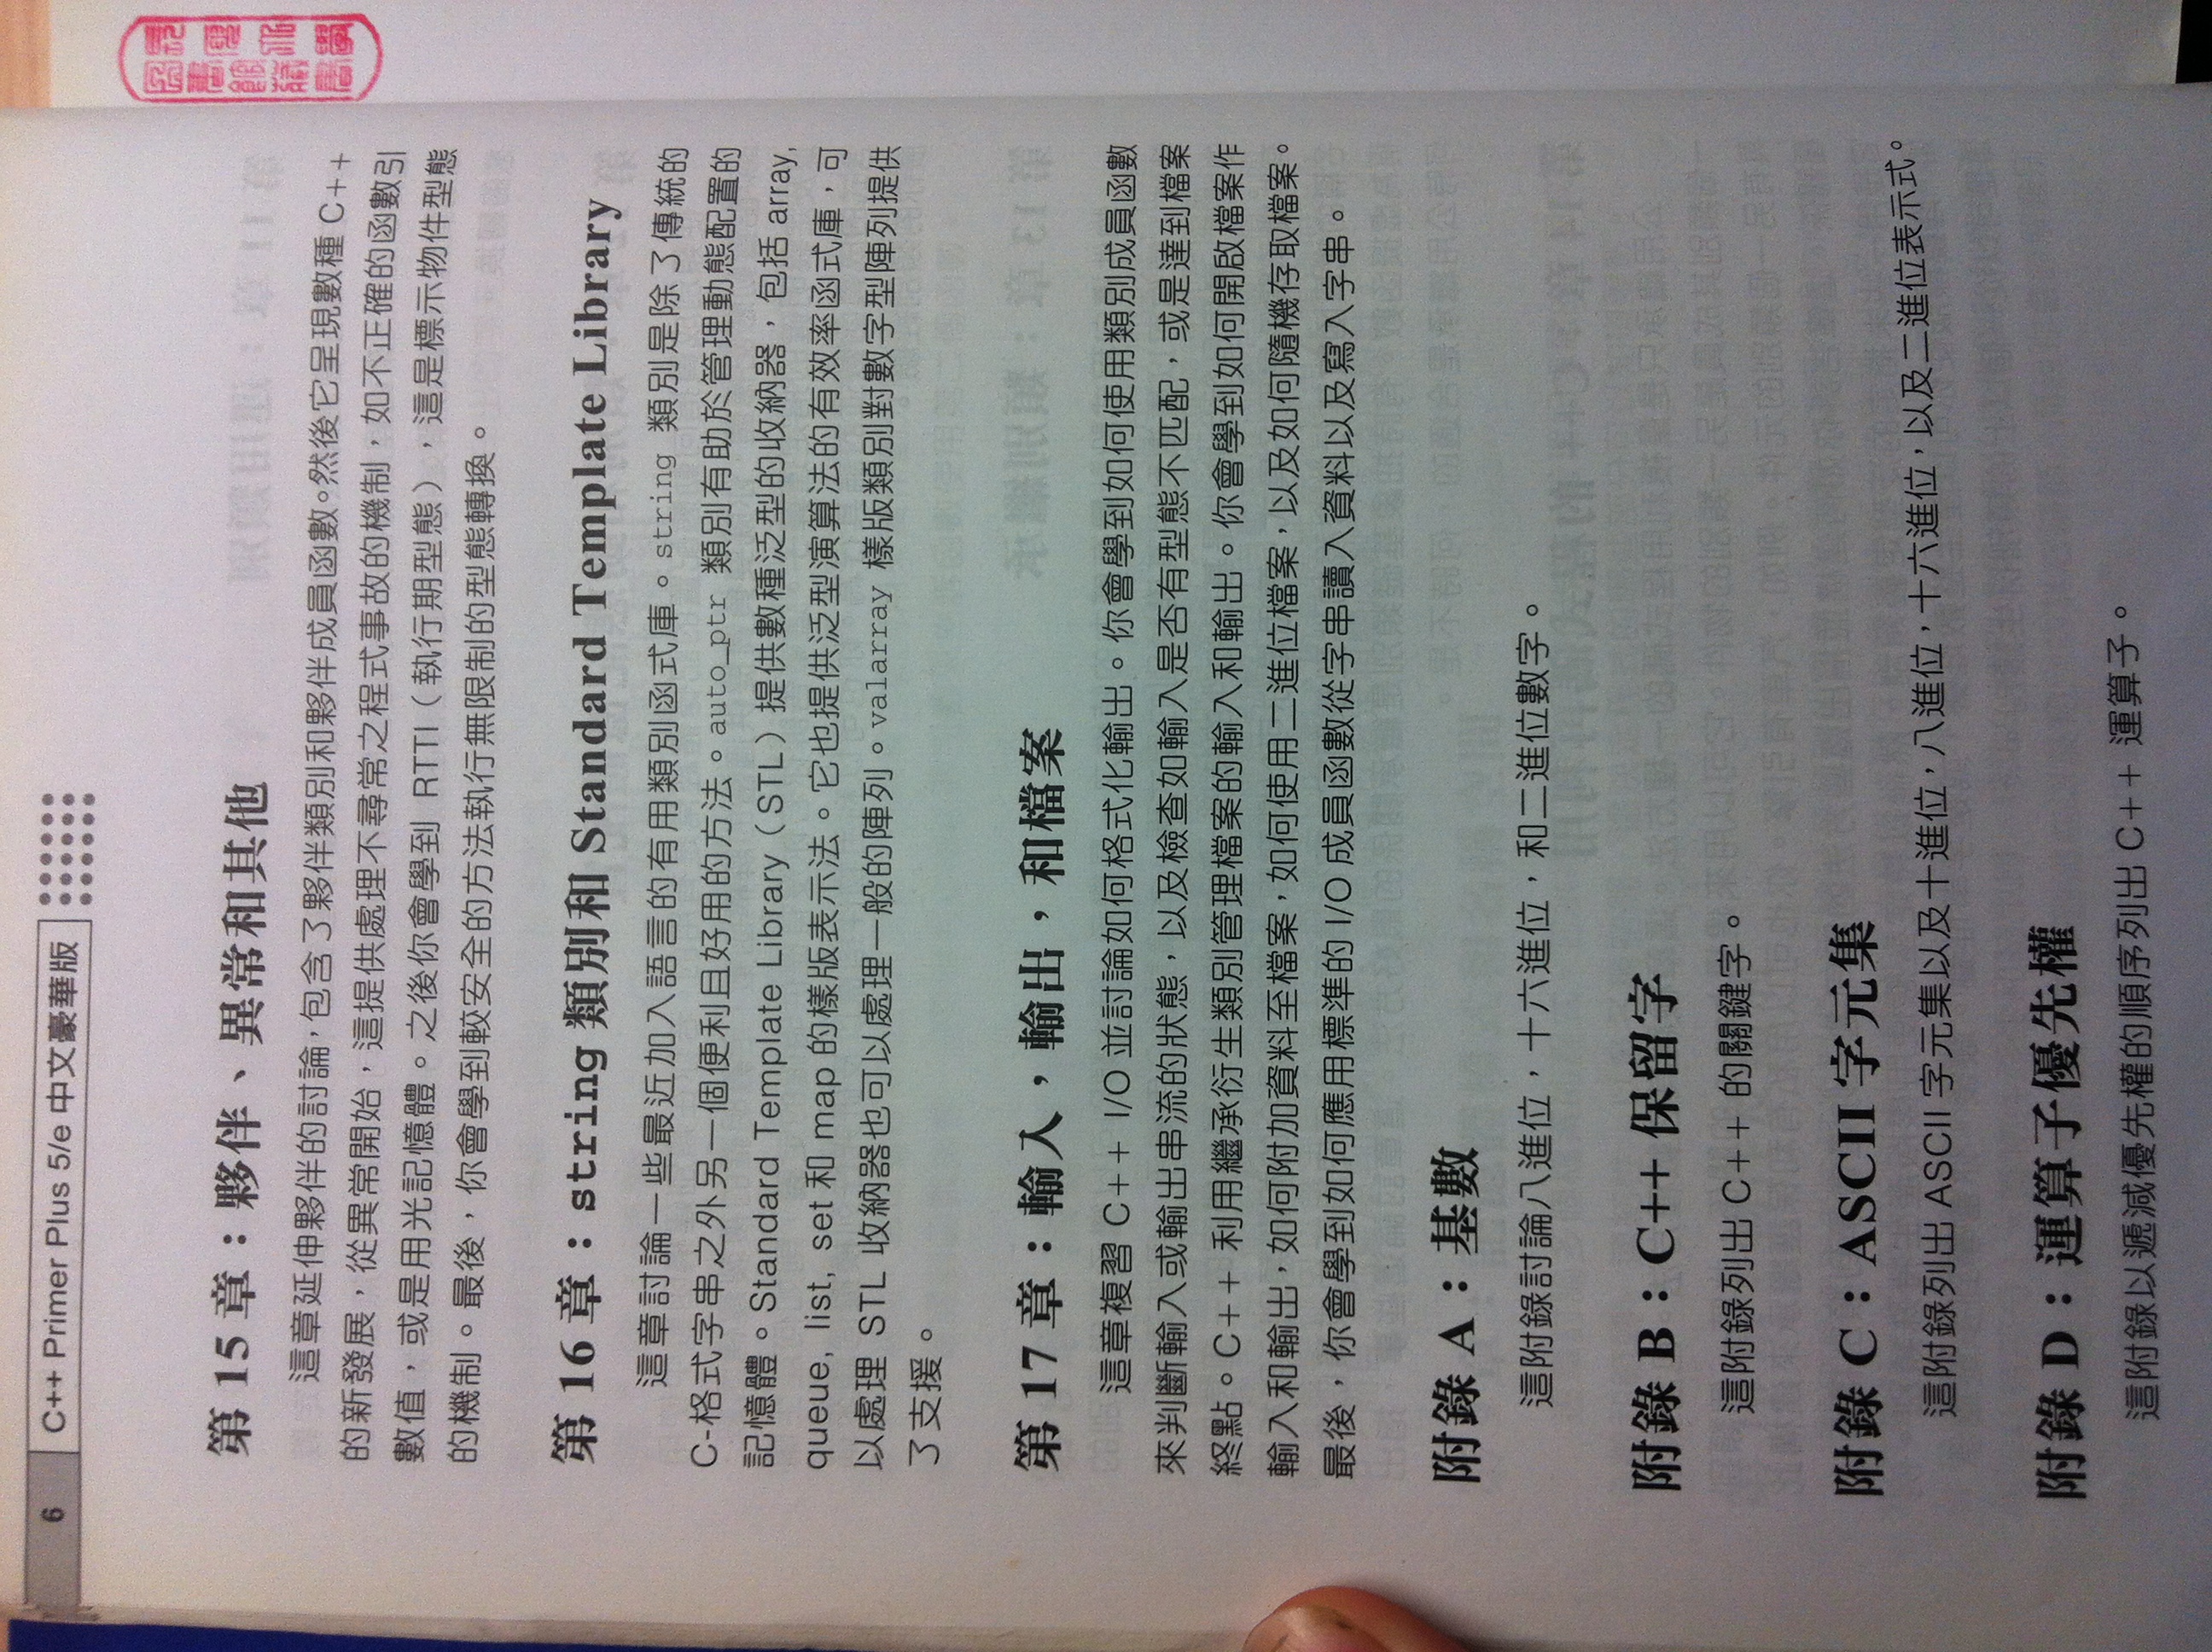 6
C++ Primer Plus 5/e 中文豪華版
第 15 章：夥伴、異常和其他
這章延伸夥伴的討論，包含了夥伴類別和夥伴成員函數。然後它呈現數種 C++
的新發展，從異常開始，這提供處理不尋常之程式事故的機制，如不正確的函數引
數值，或是用光記憶體。之後你會學到 RTTI（執行期型態），這是標示物件型態
的機制。最後，你會學到較安全的方法執行無限制的型態轉換。
第 16 章：string 類別和 Standard Template Library
這章討論一些最近加入語言的有用類別函式庫。string 類別是除了傳統的
C-格式字串之外另一個便利且好用的方法。auto_ptr 類別有助於管理動態配置的
記憶體。Standard Template Library（STL）提供數種泛型的收納器，包括 array,
queue, list, set 和 map 的樣版表示法。它也提供泛型演算法的有效率函式庫，可
以處理 STL 收納器也可以處理一般的陣列。valarray 樣版類別對數字型陣列提供
了支援。
第 17 章：輸入，輸出，和檔案
這章複習 C++ I/O 並討論如何格式化輸出。你會學到如何使用類別成員函數
來判斷輸入或輸出串流的狀態，以及檢查如輸入是否有型態不匹配，或是達到檔案
終點。C++ 利用繼承衍生類別管理檔案的輸入和輸出。你會學到如何開啟檔案作
輸入和輸出，如何附加資料至檔案，如何使用二進位檔案，以及如何隨機存取檔案。
最後，你會學到如何應用標準的 I/O 成員函數從字串讀入資料以及寫入字串。
附錄 A：基數
這附錄討論八進位，十六進位，和二進位數字。
附錄 B：C++ 保留字
這附錄列出 C++ 的關鍵字。
附錄 C：ASCII 字元集
這附錄列出 ASCII 字元集以及十進位，八進位，十六進位，以及二進位表示式。
附錄 D：運算子優先權
這附錄以遞減優先權的順序列出 C++ 運算子。